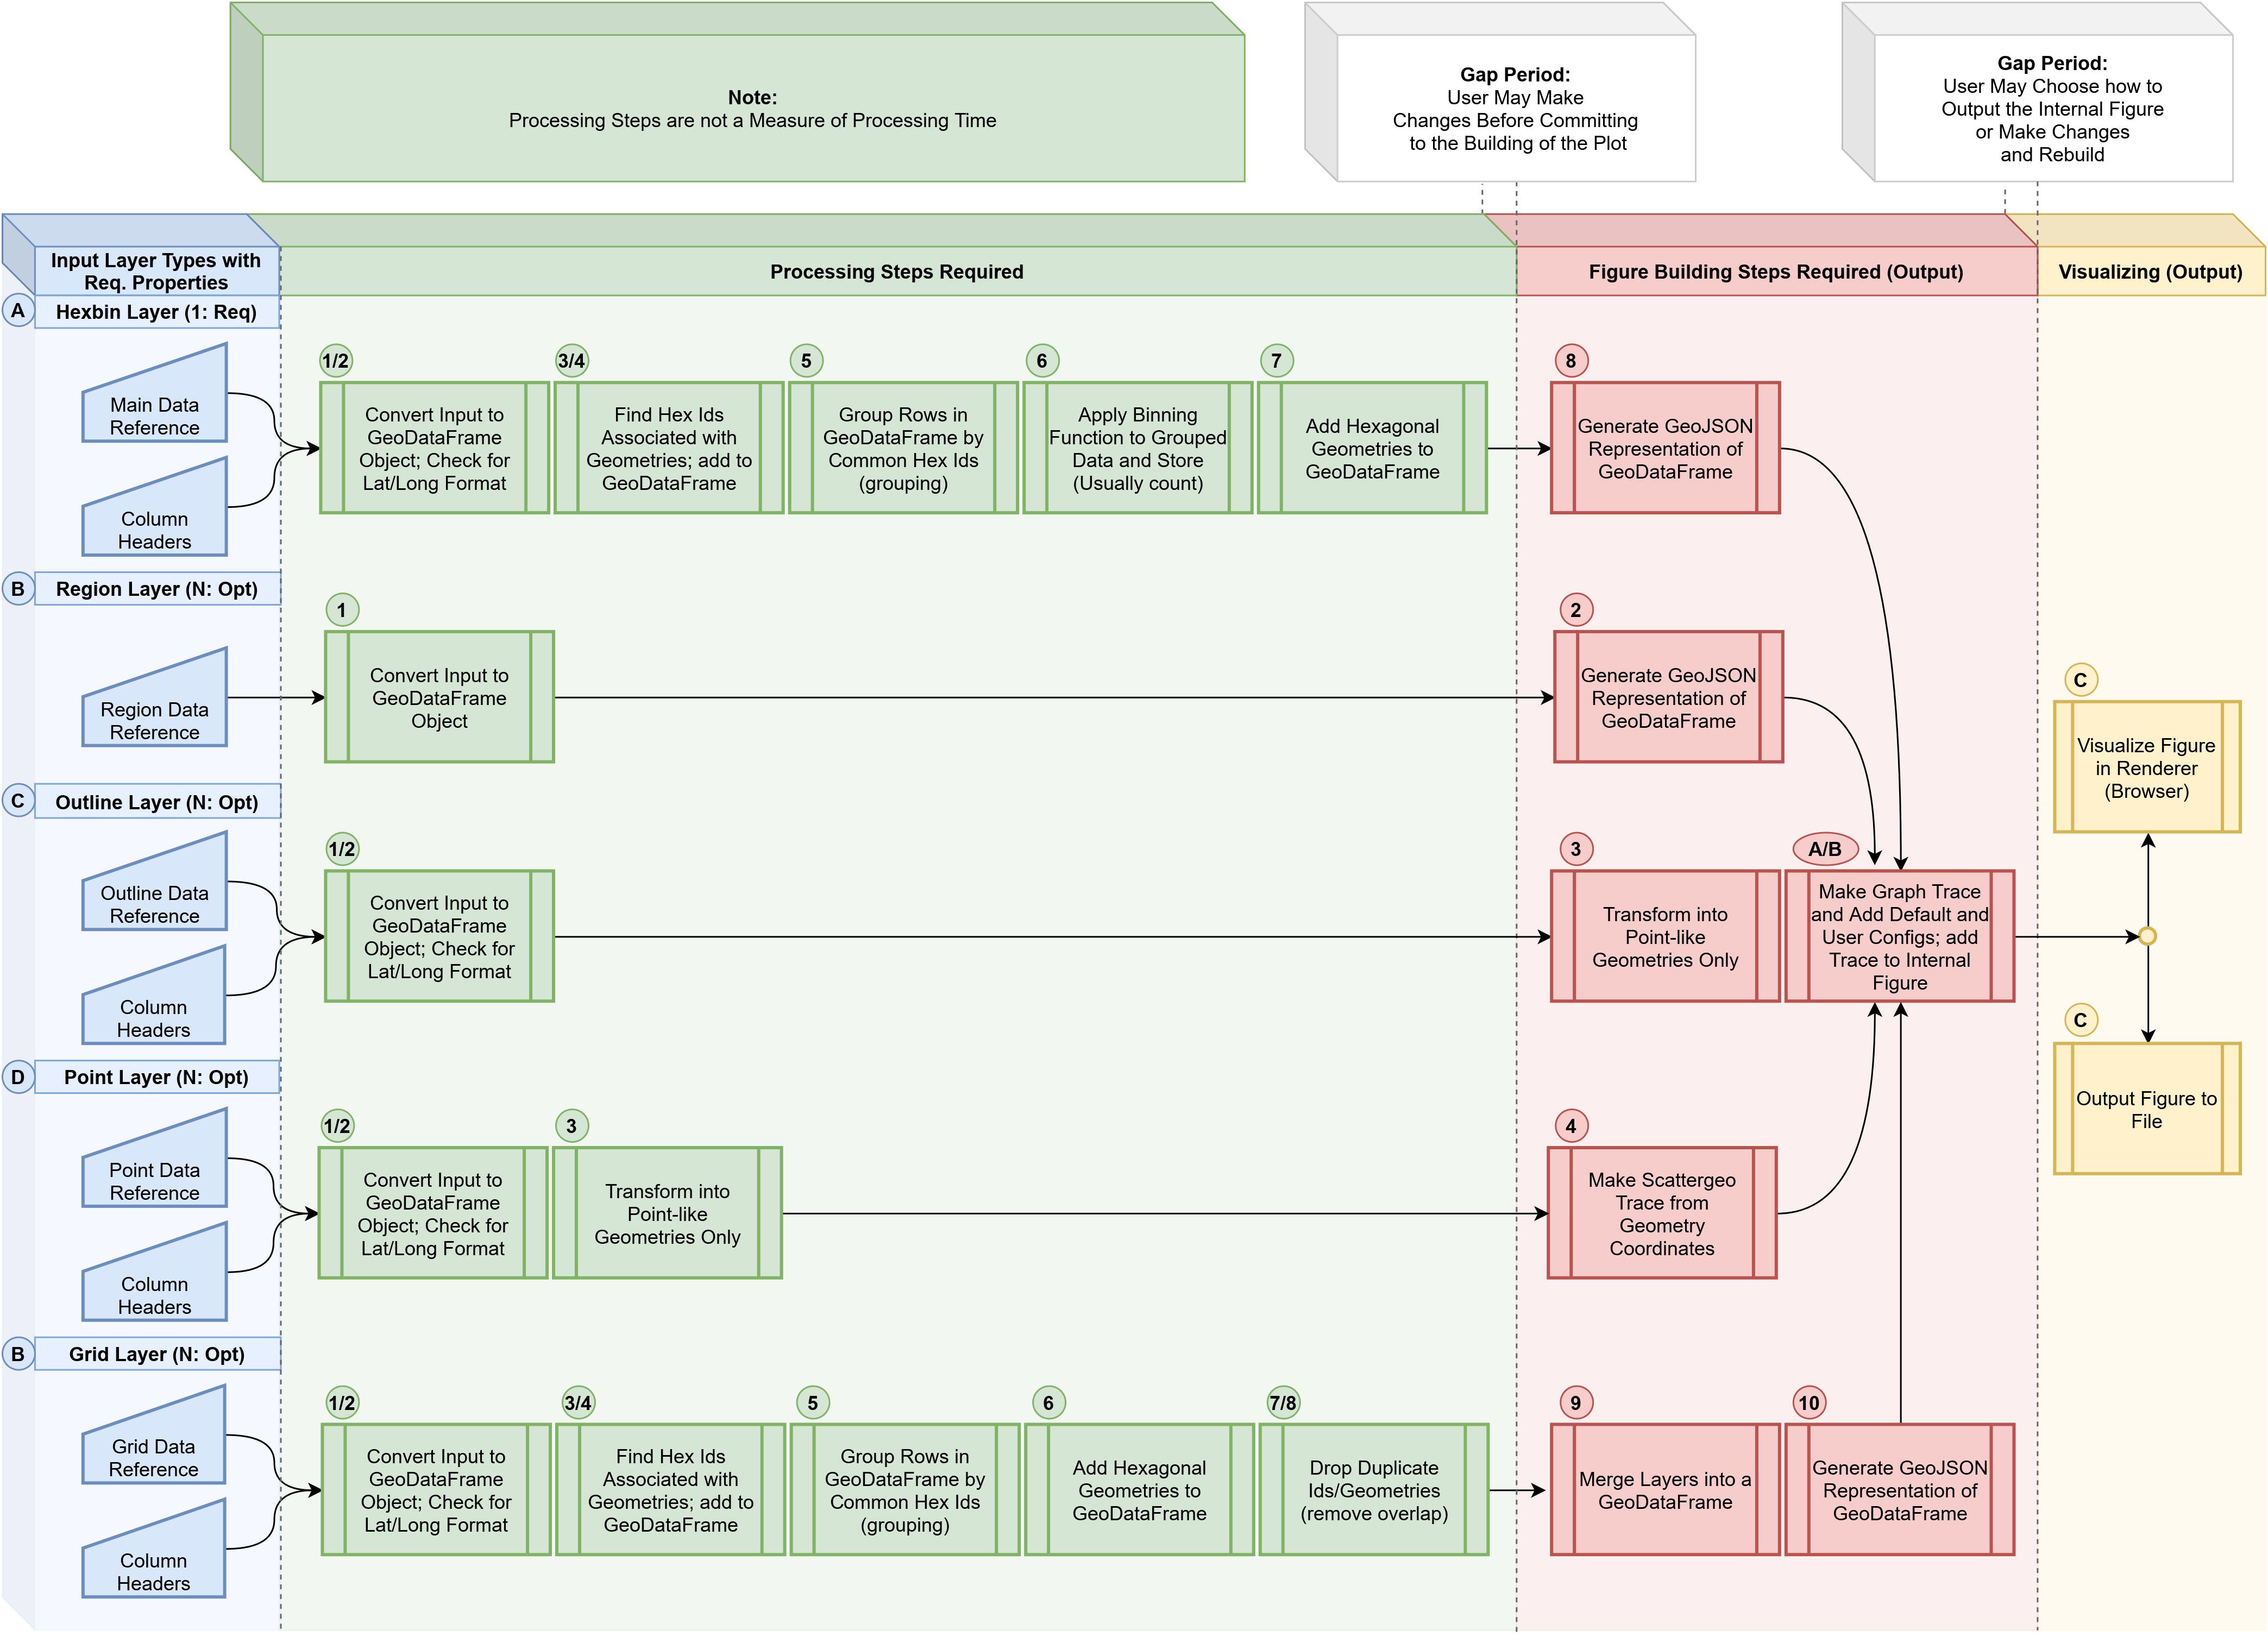 Note:
Processing Steps are not a Measure of Processing Time
Gap Period:
User May Make
Changes Before Committing
to the Building of the Plot
Gap Period:
User May Choose how to
Output the Internal Figure
or Make Changes
and Rebuild
Input Layer Types with
Req. Properties
Processing Steps Required
Figure Building Steps Required (Output)
Visualizing (Output)
A
Hexbin Layer (1: Req)
Main Data
Reference
Column
Headers
1/2
Convert Input to
GeoDataFrame
Object; Check for
Lat/Long Format
3/4
Find Hex Ids
Associated with
Geometries; add to
GeoDataFrame
5
Group Rows in
GeoDataFrame by
Common Hex Ids
(grouping)
6
Apply Binning
Function to Grouped
Data and Store
(Usually count)
7
Add Hexagonal
Geometries to
GeoDataFrame
8
Generate GeoJSON
Representation of
GeoDataFrame
B
Region Layer (N: Opt)
Region Data
Reference
1
Convert Input to
GeoDataFrame
Object
2
Generate GeoJSON
Representation of
GeoDataFrame
C
Outline Layer (N: Opt)
Outline Data
Reference
Column
Headers
1/2
Convert Input to
GeoDataFrame
Object; Check for
Lat/Long Format
3
Transform into
Point-like
Geometries Only
A/B
Make Graph Trace
and Add Default and
User Configs; add
Trace to Internal
Figure
C
Visualize Figure
in Renderer
(Browser)
C
Output Figure to
File
D
Point Layer (N: Opt)
Point Data
Reference
Column
Headers
1/2
Convert Input to
GeoDataFrame
Object; Check for
Lat/Long Format
3
Transform into
Point-like
Geometries Only
4
Make Scattergeo
Trace from
Geometry
Coordinates
B
Grid Layer (N: Opt)
Grid Data
Reference
Column
Headers
1/2
Convert Input to
GeoDataFrame
Object; Check for
Lat/Long Format
3/4
Find Hex Ids
Associated with
Geometries; add to
GeoDataFrame
5
Group Rows in
GeoDataFrame by
Common Hex Ids
(grouping)
6
Add Hexagonal
Geometries to
GeoDataFrame
7/8
Drop Duplicate
Ids/Geometries
(remove overlap)
9
Merge Layers into a
GeoDataFrame
10
Generate GeoJSON
Representation of
GeoDataFrame